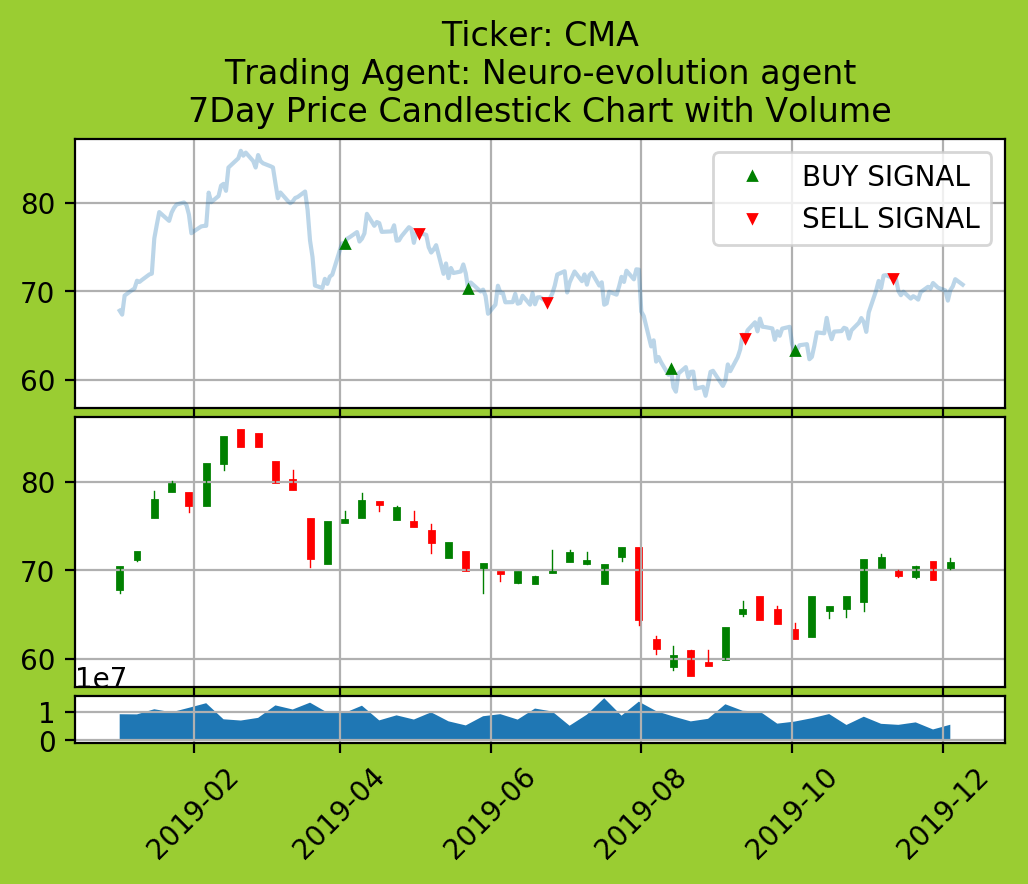 Ticker: CMA
Trading Agent: Neuro-evolution agent
7Day Price Candlestick Chart with Volume
BUY SIGNAL
SELL SIGNAL
80
70
60
80
70
60
1e7
1
0
2019-02
2019-04
2019-06
2019-08
2019-10
2019-12